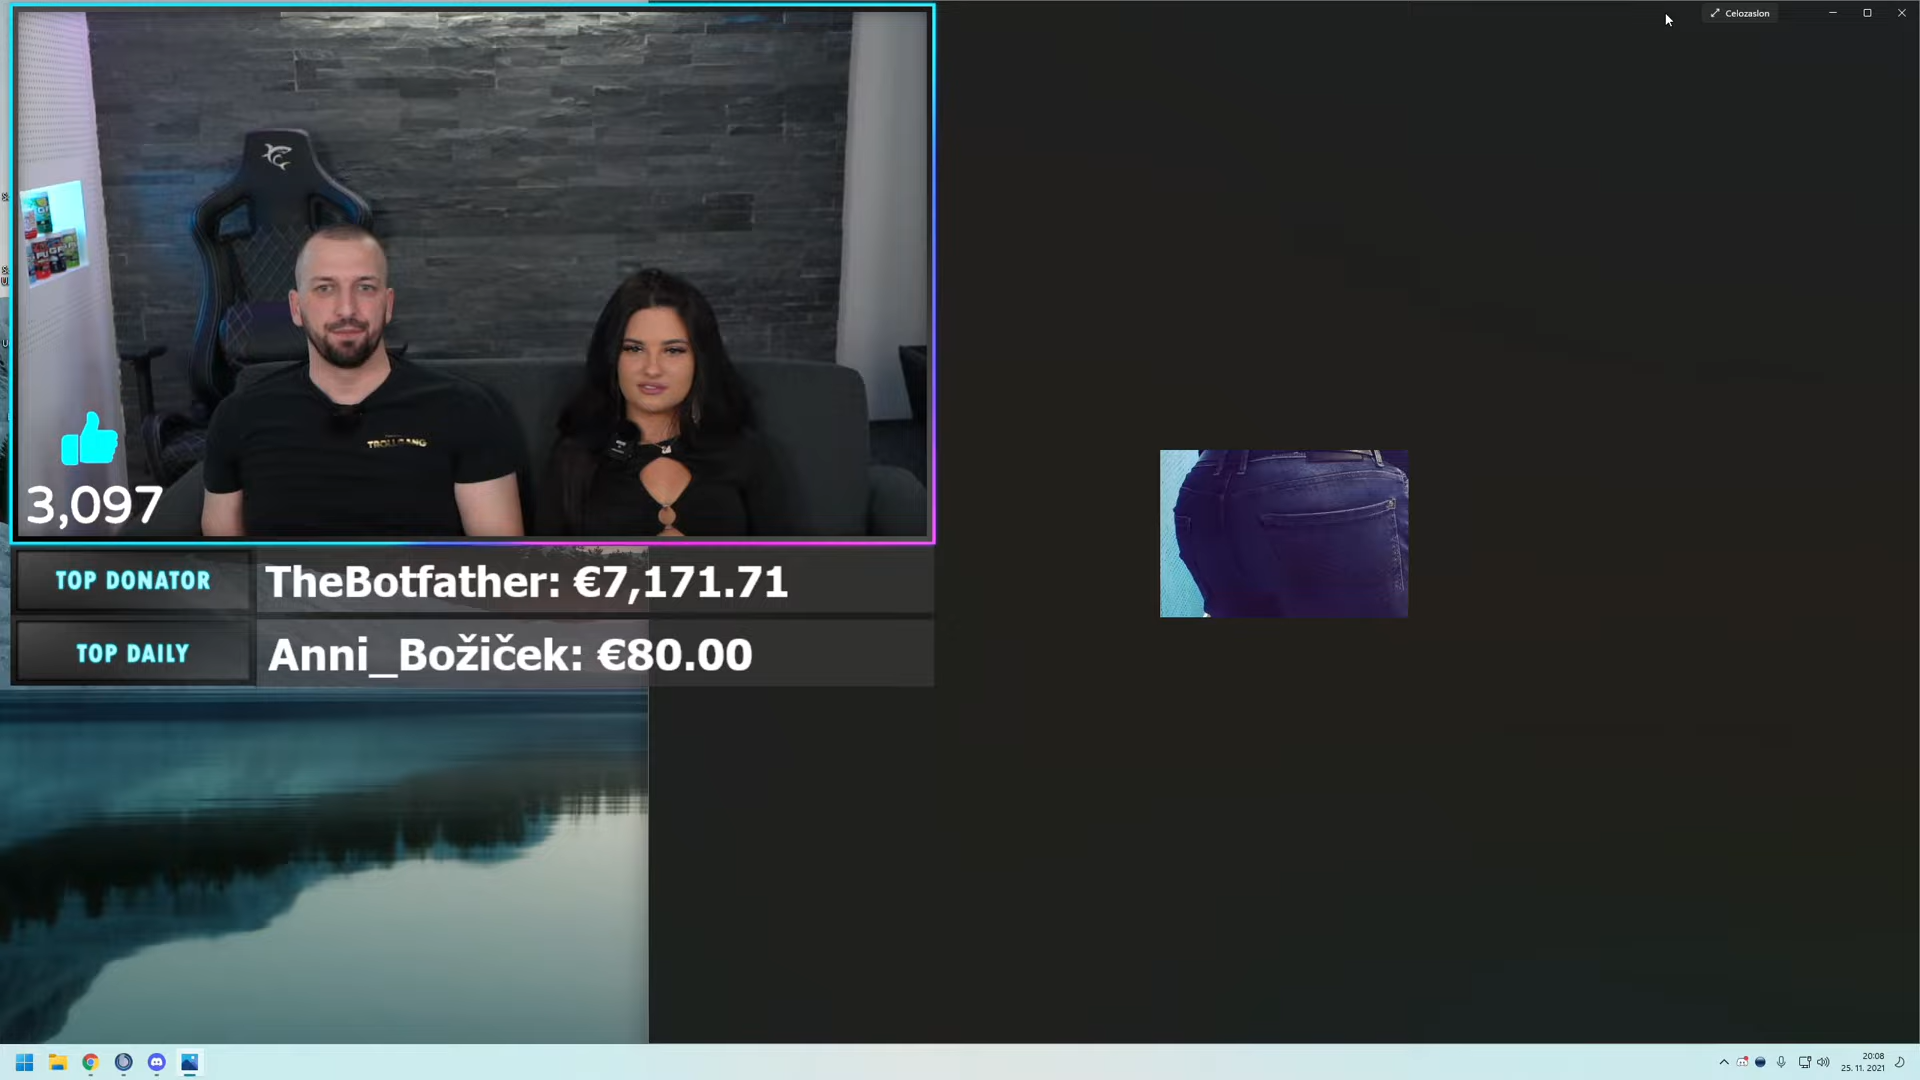 Celozaslon
TROLLGANG
3,097
TOP DONATOR
TheBotfather: €7,171.71
TOP DAILY
Anni_Božiček: €80.00
20:08
25. 11. 2021